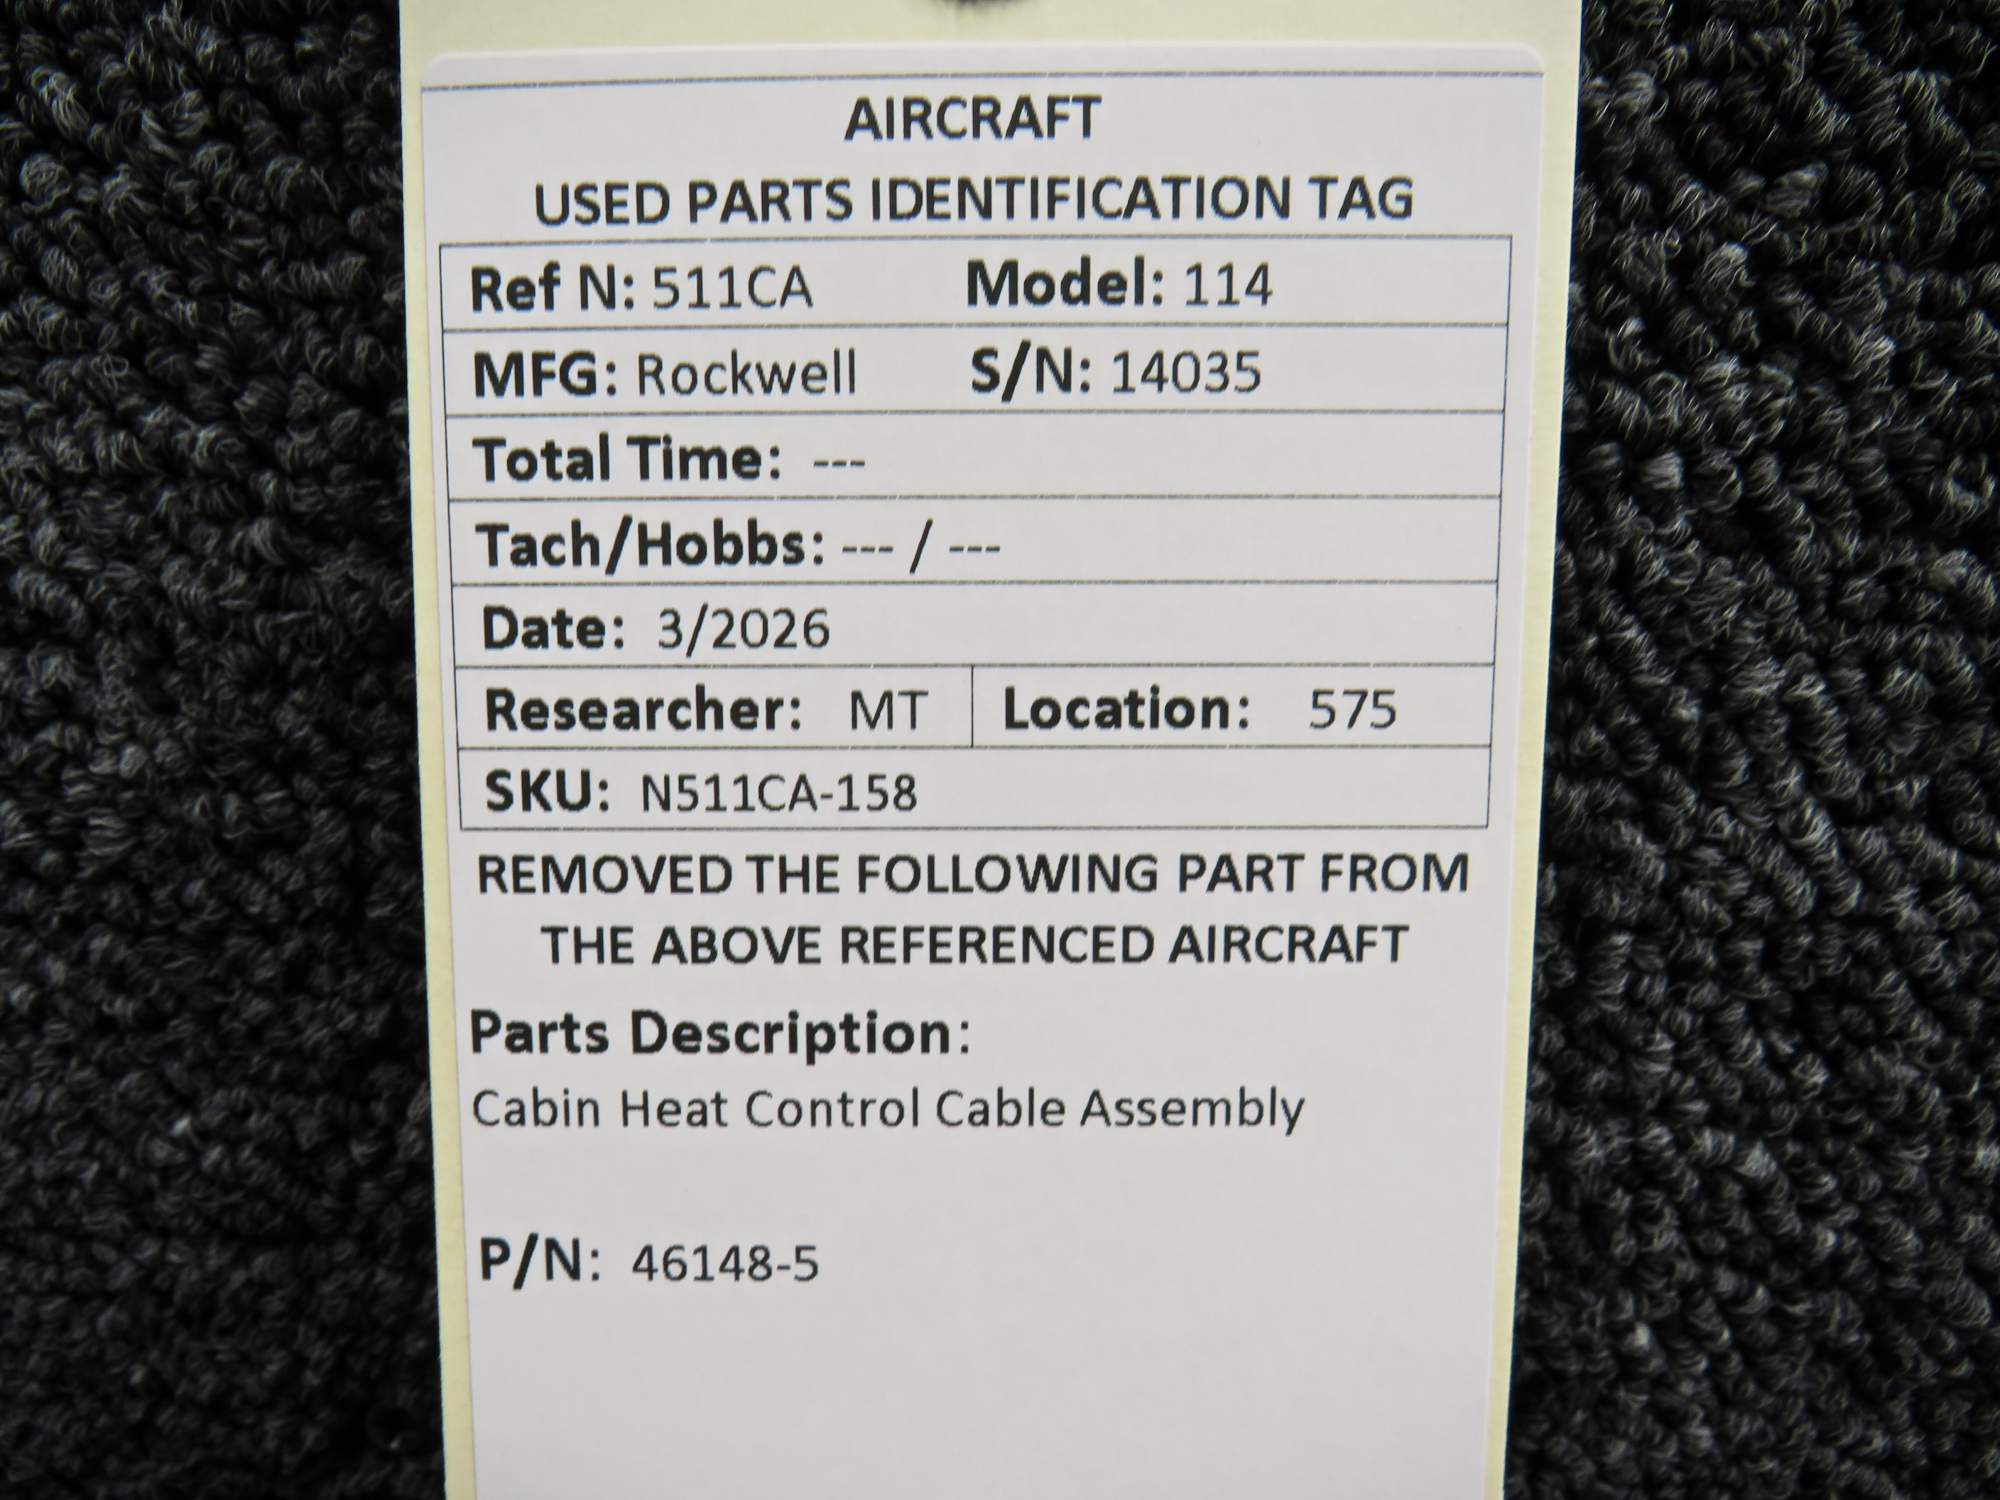 AIRCRAFT
USED PARTS IDENTIFICATION TAG
Ref N: 511CA Model: 114
MFG: Rockwell S/N: 14035
Total Time: ---
Tach/Hobbs: --- / ---
Date: 3/2026
Researcher: MT Location: 575
SKU: N511CA-158
REMOVED THE FOLLOWING PART FROM
THE ABOVE REFERENCED AIRCRAFT
Parts Description:
Cabin Heat Control Cable Assembly
P/N: 46148-5